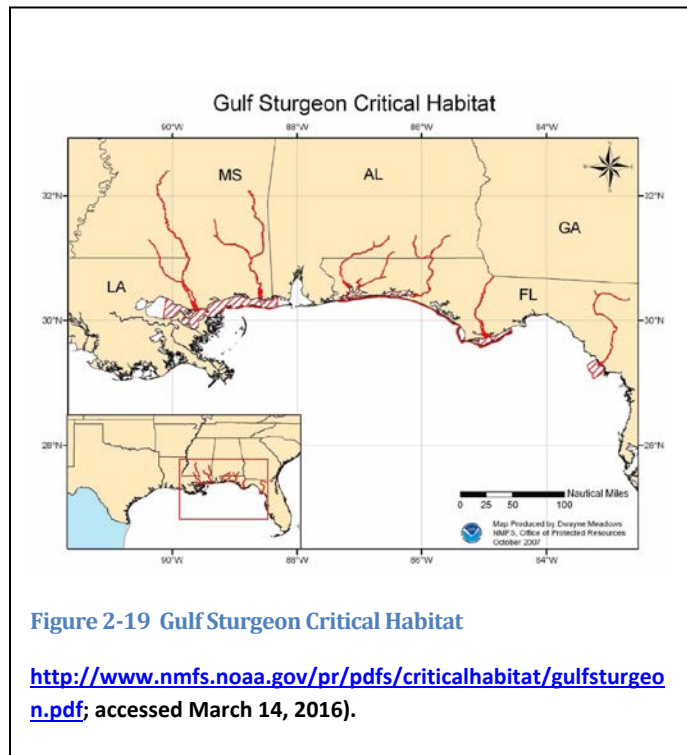 Gulf Sturgeon Critical Habitat
90°W 88°W 86°W 84°W
MS AL
32°N 32°N
GA
LA FL
30°N 30°N
28°N 28°N
Nautical Miles
0 25 50 100
Map Produced by Dwayne Meadows
NMFS, Office of Protected Resources
October 2007
90°W 88°W 86°W 84°W
Figure 2-19 Gulf Sturgeon Critical Habitat
http://www.nmfs.noaa.gov/pr/pdfs/criticalhabitat/gulfsturgeo
n.pdf; accessed March 14, 2016).